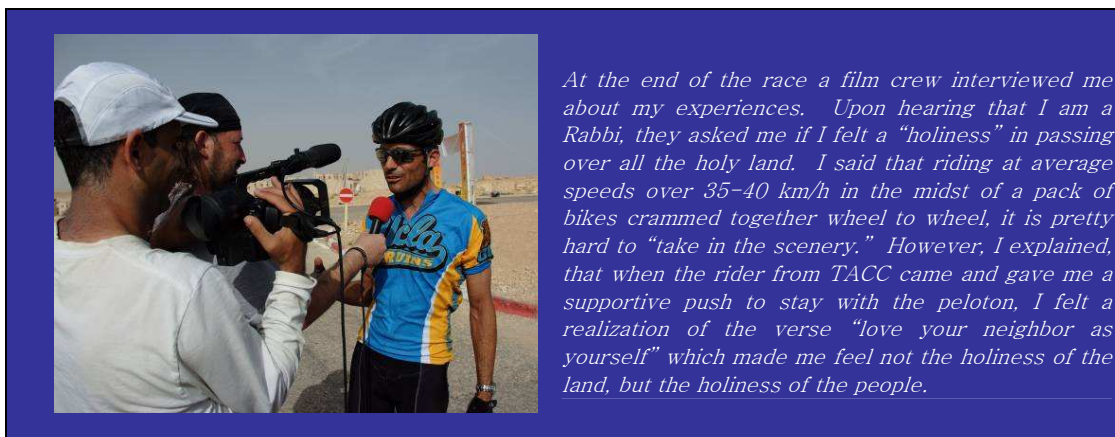 At the end of the race a film crew interviewed me
about my experiences. Upon hearing that I am a
Rabbi, they asked me if I felt a “holiness” in passing
over all the holy land. I said that riding at average
speeds over 35-40 km/h in the midst of a pack of
bikes crammed together wheel to wheel, it is pretty
hard to “take in the scenery.” However, I explained,
that when the rider from TACC came and gave me a
supportive push to stay with the peloton, I felt a
realization of the verse “love your neighbor as
yourself” which made me feel not the holiness of the
land, but the holiness of the people.
ucla
BRUINS